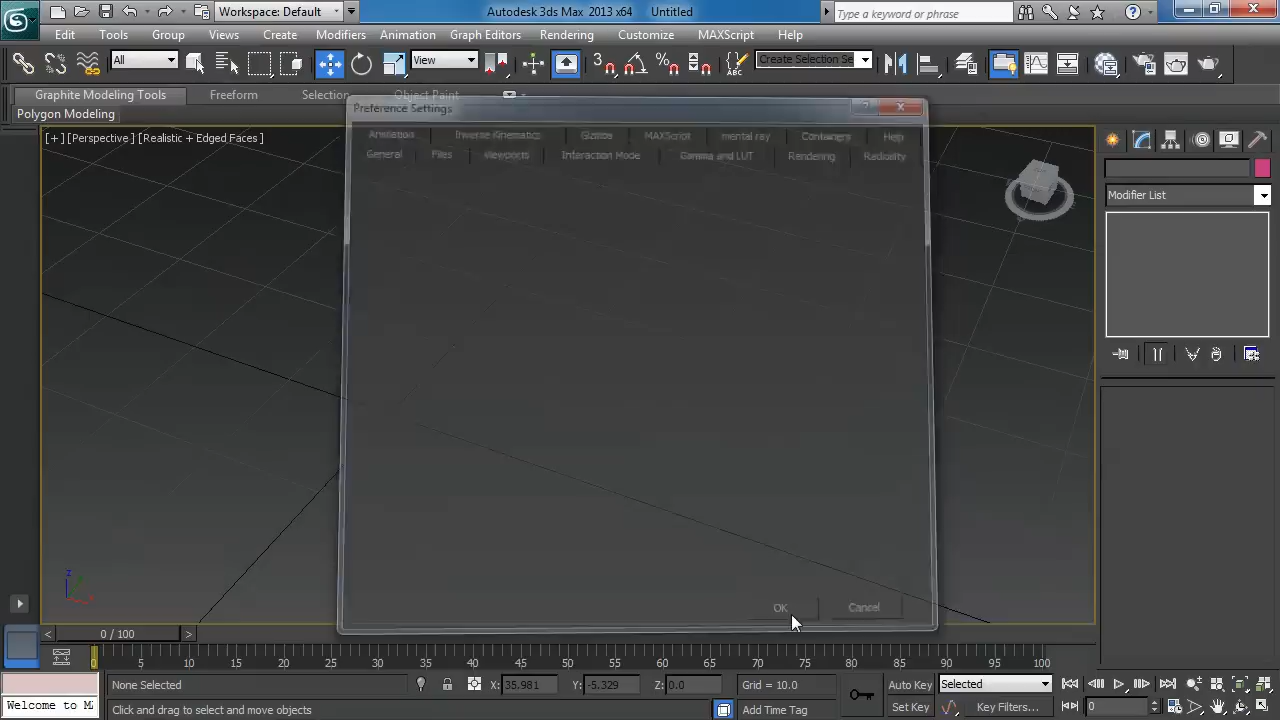 Workspace: Default
Autodesk 3ds Max 2013 x64 Untitled
Type a keyword or phrase
Edit Tools Group Views Create Modifiers Animation Graph Editors Rendering Customize MAXScript Help
All
View
3
Create Selection Se
Graphite Modeling Tools Freeform Selection Object Paint
Polygon Modeling
Preference Settings
Animation Inverse Kinematics Gizmos MAXScript mental ray Containers Help
General Files Viewports Interaction Mode Gamma and LUT Rendering Radiosity
[+] [Perspective] [Realistic + Edged Faces]
Modifier List
OK Cancel
z
0 / 100
0 5 10 15 20 25 30 35 40 45 50 55 60 65 70 75 80 85 90 95 100
None Selected X: 35.981 Y: -5.329 Z: 0.0 Grid = 10.0 Auto Key Selected
Welcome to M Click and drag to select and move objects Add Time Tag Set Key Key Filters... 0